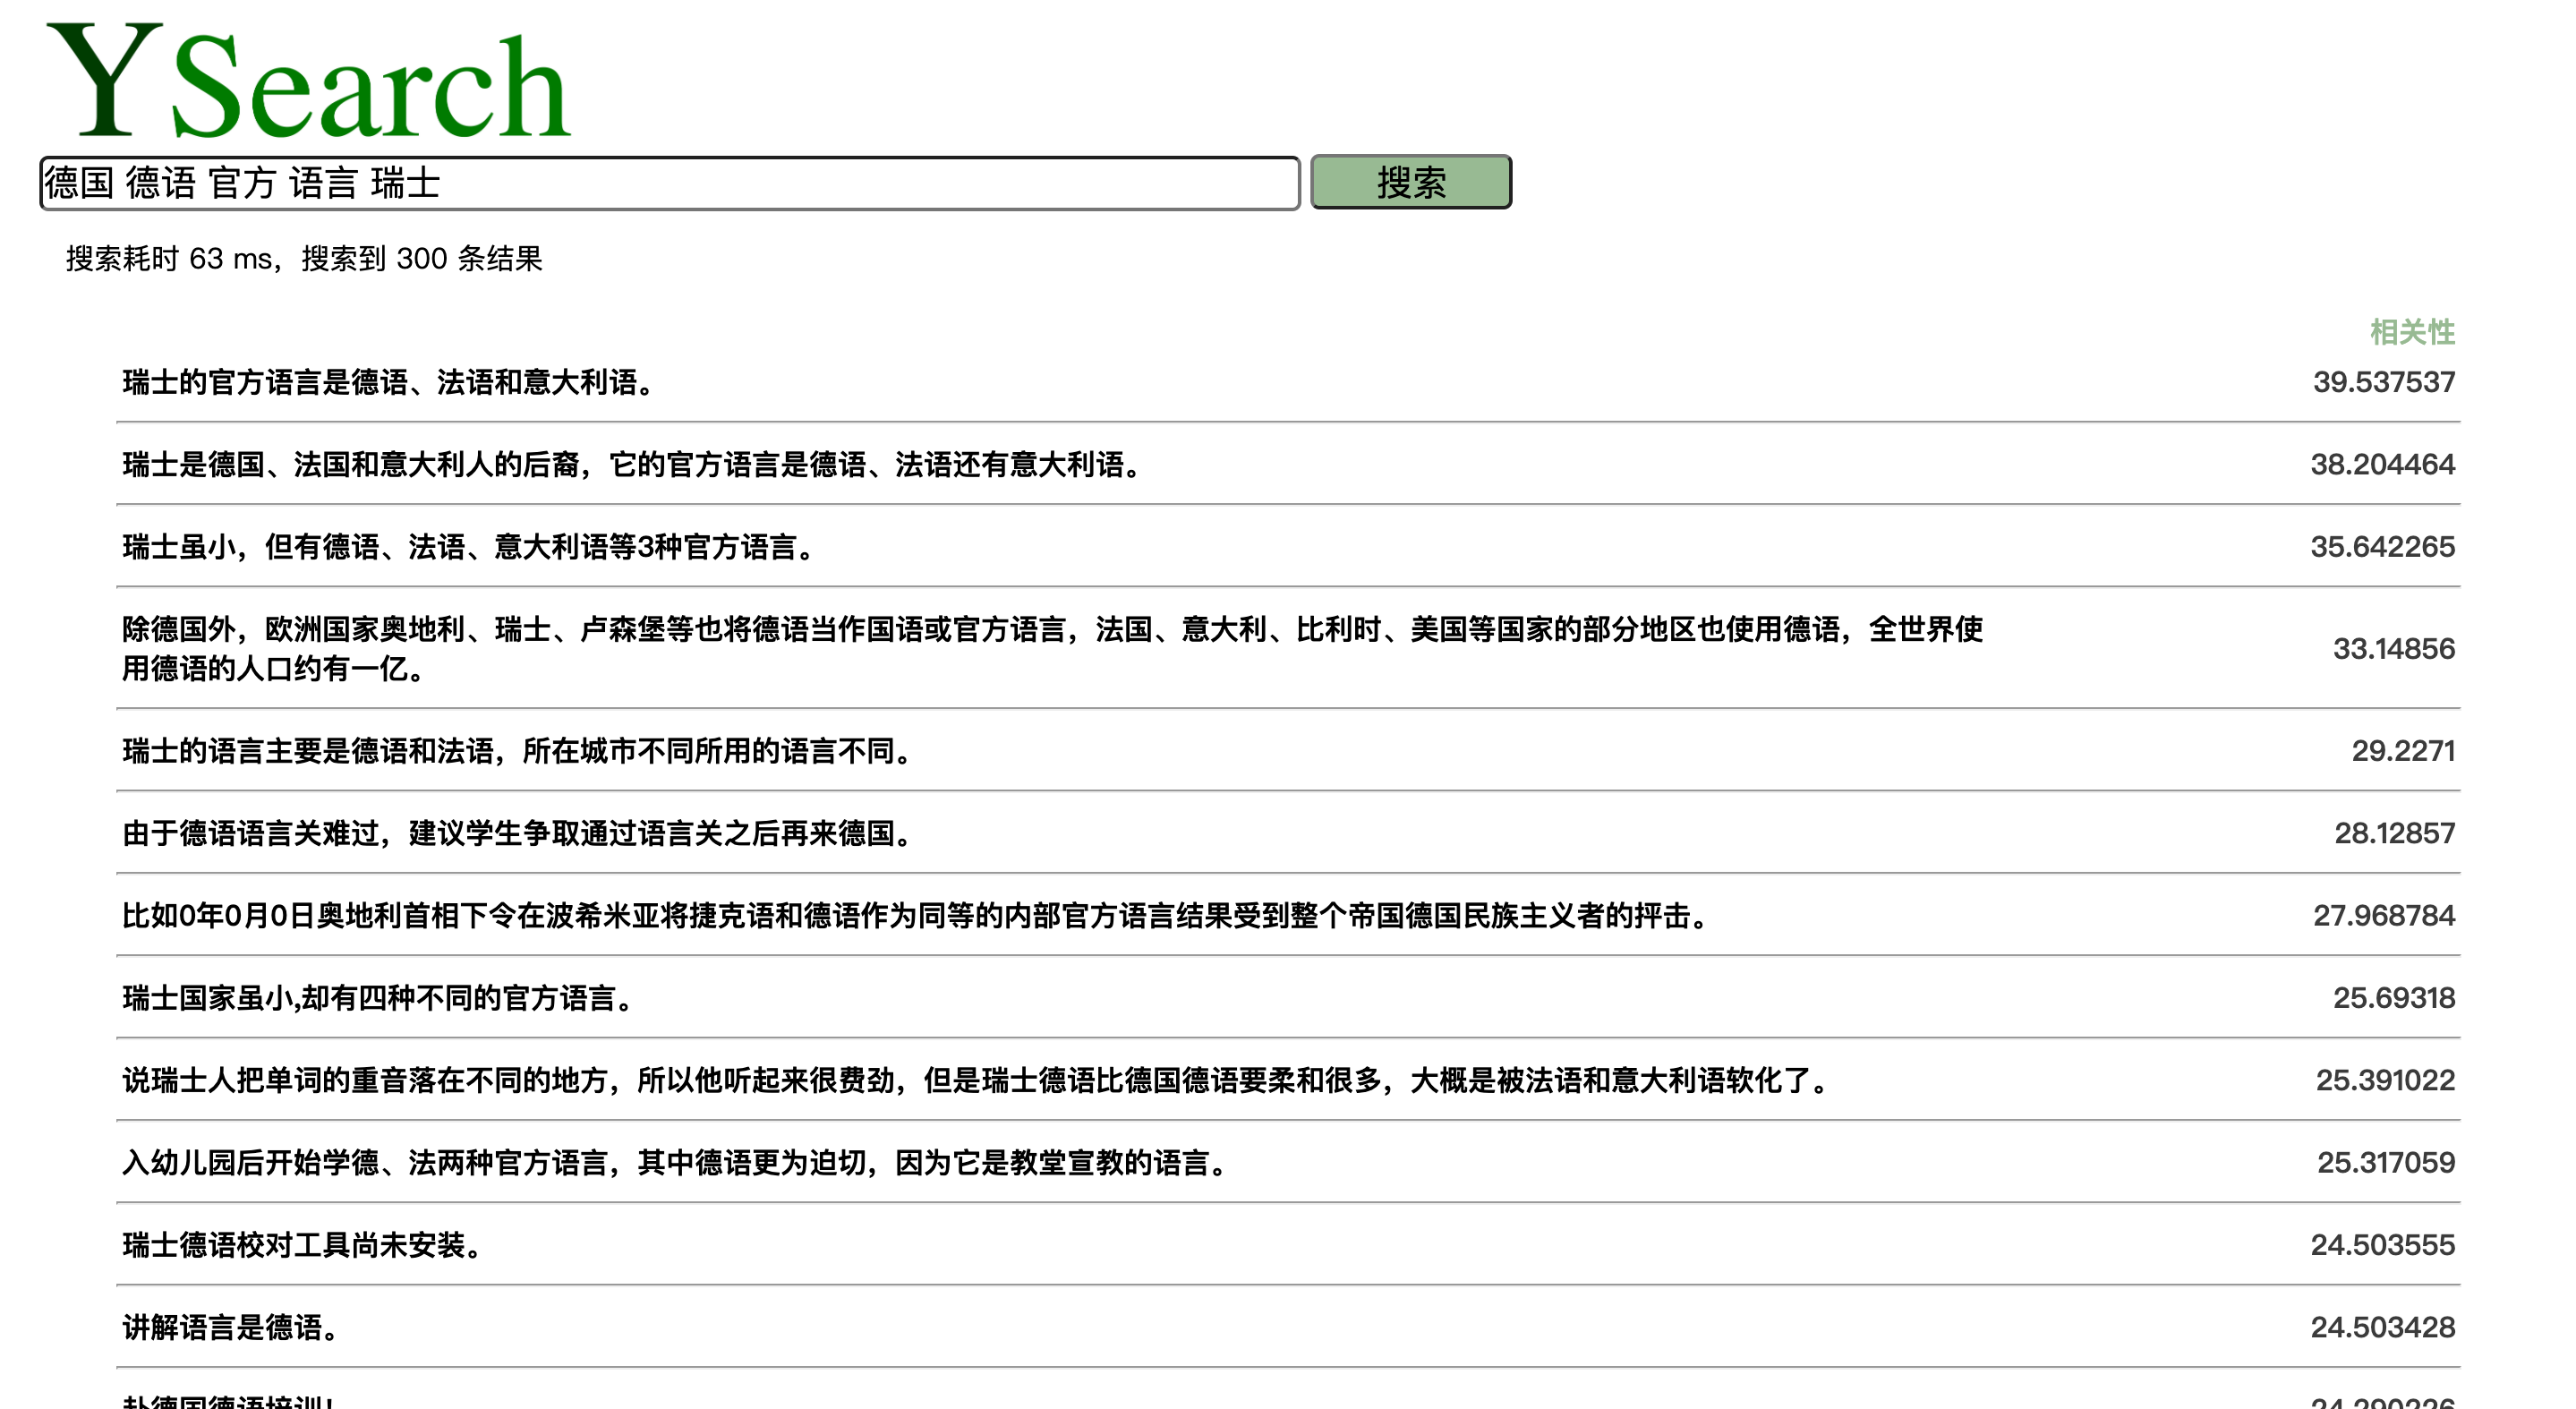 YSearch
德国 德语 官方 语言 瑞士 搜索
搜索耗时 63 ms，搜索到 300 条结果
相关性
瑞士的官方语言是德语、法语和意大利语。 39.537537
瑞士是德国、法国和意大利人的后裔，它的官方语言是德语、法语还有意大利语。 38.204464
瑞士虽小，但有德语、法语、意大利语等3种官方语言。 35.642265
除德国外，欧洲国家奥地利、瑞士、卢森堡等也将德语当作国语或官方语言，法国、意大利、比利时、美国等国家的部分地区也使用德语，全世界使
用德语的人口约有一亿。 33.14856
瑞士的语言主要是德语和法语，所在城市不同所用的语言不同。 29.2271
由于德语语言关难过，建议学生争取通过语言关之后再来德国。 28.12857
比如0年0月0日奥地利首相下令在波希米亚将捷克语和德语作为同等的内部官方语言结果受到整个帝国德国民族主义者的抨击。 27.968784
瑞士国家虽小,却有四种不同的官方语言。 25.69318
说瑞士人把单词的重音落在不同的地方，所以他听起来很费劲，但是瑞士德语比德国德语要柔和很多，大概是被法语和意大利语软化了。 25.391022
入幼儿园后开始学德、法两种官方语言，其中德语更为迫切，因为它是教堂宣教的语言。 25.317059
瑞士德语校对工具尚未安装。 24.503555
讲解语言是德语。 24.503428
赴德国德语培训！